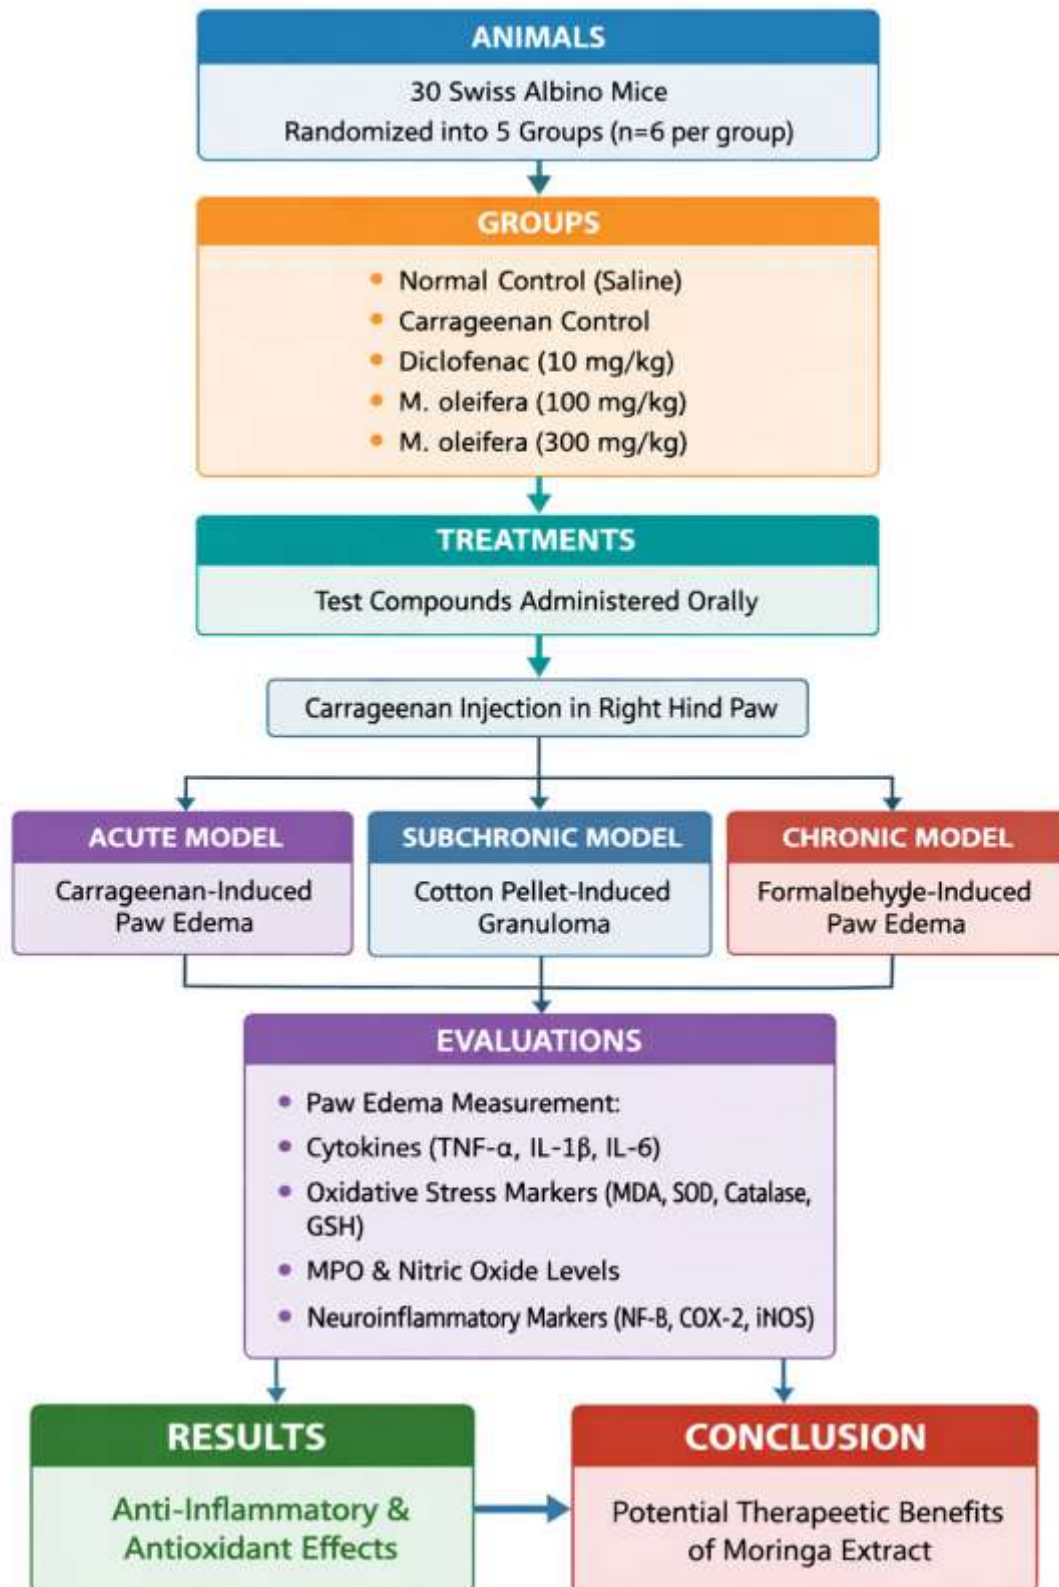 ANIMALS
30 Swiss Albino Mice
Randomized into 5 Groups (n=6 per group)
GROUPS
• Normal Control (Saline)
• Carrageenan Control
• Diclofenac (10 mg/kg)
• M. oleifera (100 mg/kg)
• M. oleifera (300 mg/kg)
TREATMENTS
Test Compounds Administered Orally
Carrageenan Injection in Right Hind Paw
ACUTE MODEL
Carrageenan-Induced
Paw Edema
SUBCHRONIC MODEL
Cotton Pellet-Induced
Granuloma
CHRONIC MODEL
Formalbehyge-Induced
Paw Edema
EVALUATIONS
• Paw Edema Measurement:
• Cytokines (TNF-α, IL-1β, IL-6)
• Oxidative Stress Markers (MDA, SOD, Catalase,
GSH)
• MPO & Nitric Oxide Levels
• Neuroinflammatory Markers (NF-B, COX-2, iNOS)
RESULTS
Anti-Inflammatory &
Antioxidant Effects
CONCLUSION
Potential Therapeetic Benefits
of Moringa Extract